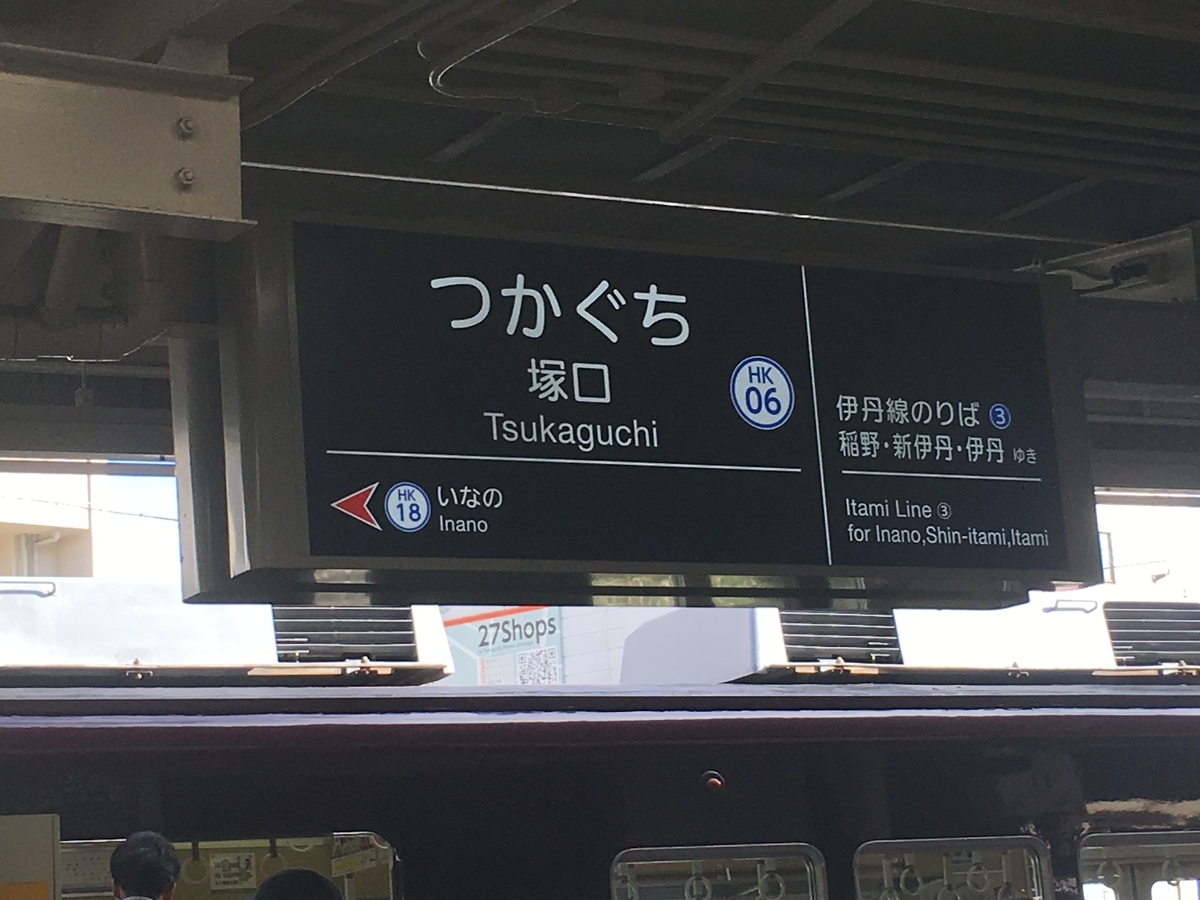 つかぐち
塚口
Tsukaguchi
HK
06
HK
18
いなの
Inano
伊丹線のりば ③
稲野・新伊丹・伊丹 ゆき
Itami Line ③
for Inano,Shin-itami,Itami
27Shops